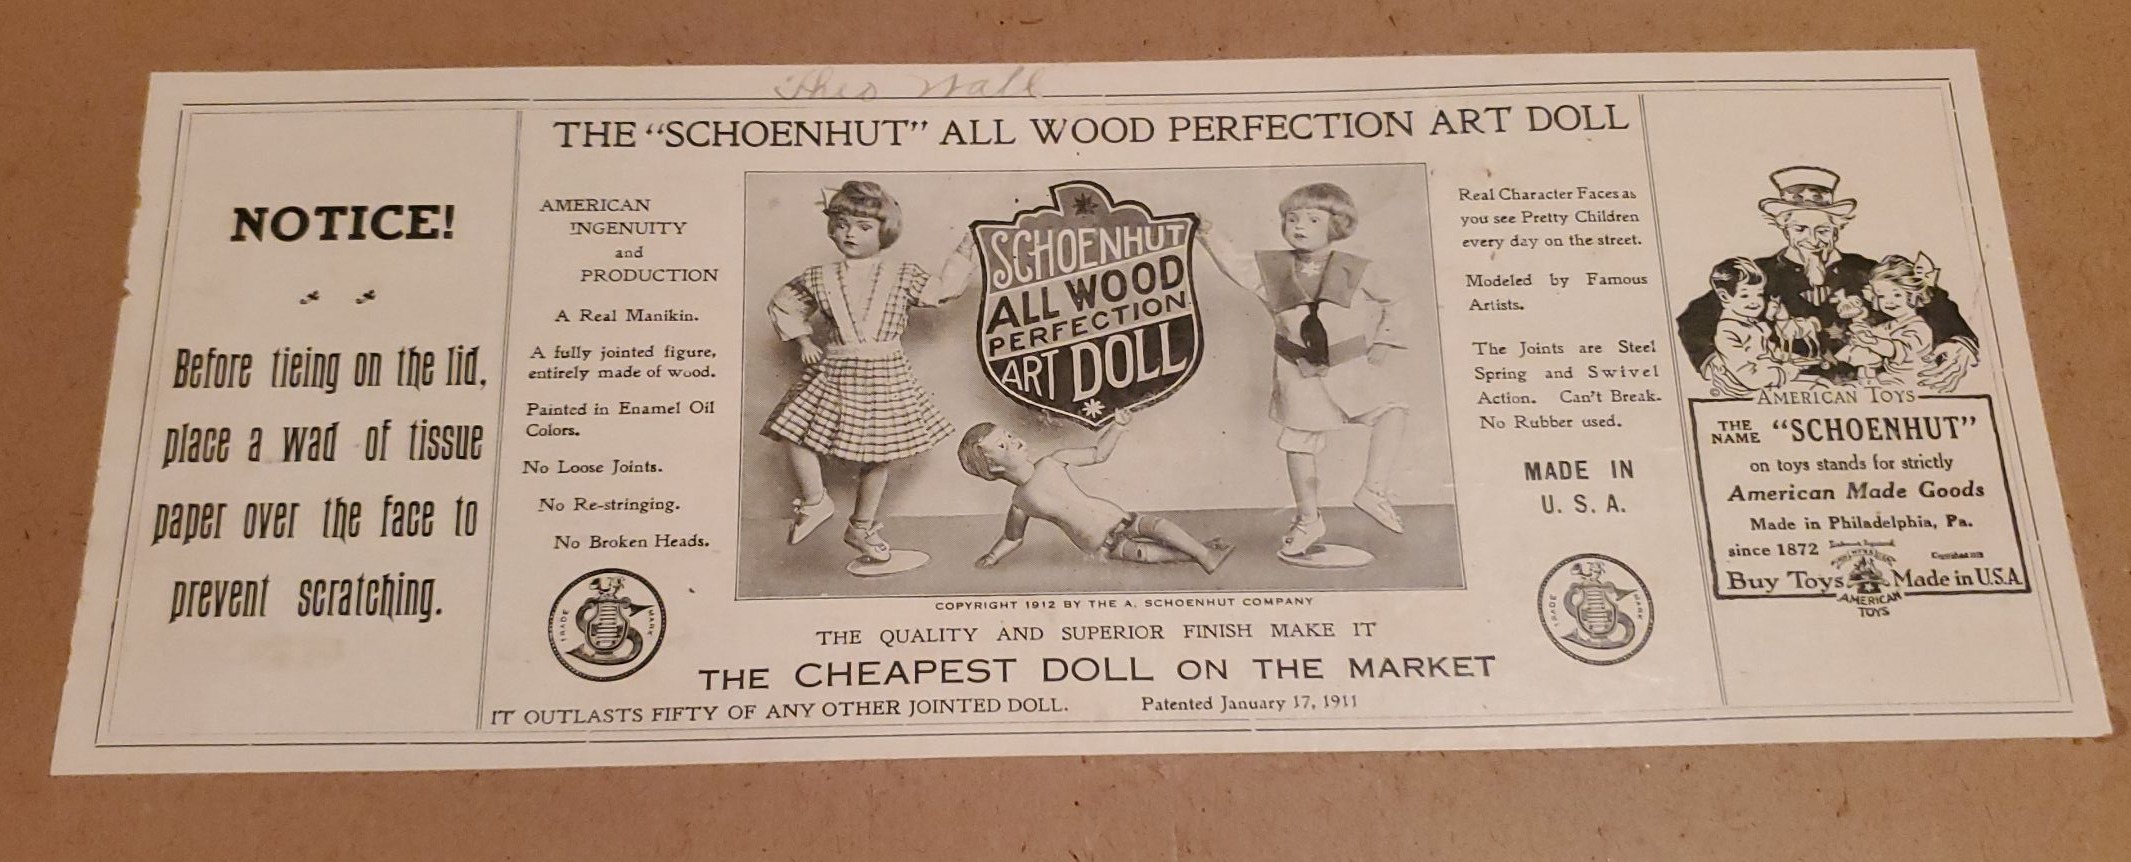 Theo Wall
NOTICE!
Before tieing on the lid,
place a wad of tissue
paper over the face to
prevent scratching.
THE "SCHOENHUT" ALL WOOD PERFECTION ART DOLL
AMERICAN
INGENUITY
and
PRODUCTION
A Real Manikin.
A fully jointed figure,
entirely made of wood.
Painted in Enamel Oil
Colors.
No Loose Joints.
No Re-stringing.
No Broken Heads.
TRADE MARK
SCHOENHUT
ALL WOOD
PERFECTION
ART DOLL
COPYRIGHT 1912 BY THE A. SCHOENHUT COMPANY
THE QUALITY AND SUPERIOR FINISH MAKE IT
THE CHEAPEST DOLL ON THE MARKET
IT OUTLASTS FIFTY OF ANY OTHER JOINTED DOLL. Patented January 17, 1911
Real Character Faces as
you see Pretty Children
every day on the street.
Modeled by Famous
Artists.
The Joints are Steel
Spring and Swivel
Action. Can't Break.
No Rubber used.
MADE IN
U. S. A.
TRADE MARK
©
AMERICAN TOYS
THE NAME "SCHOENHUT"
on toys stands for strictly
American Made Goods
Made in Philadelphia, Pa.
since 1872
Buy Toys Made in U.S.A.
AMERICAN
TOYS